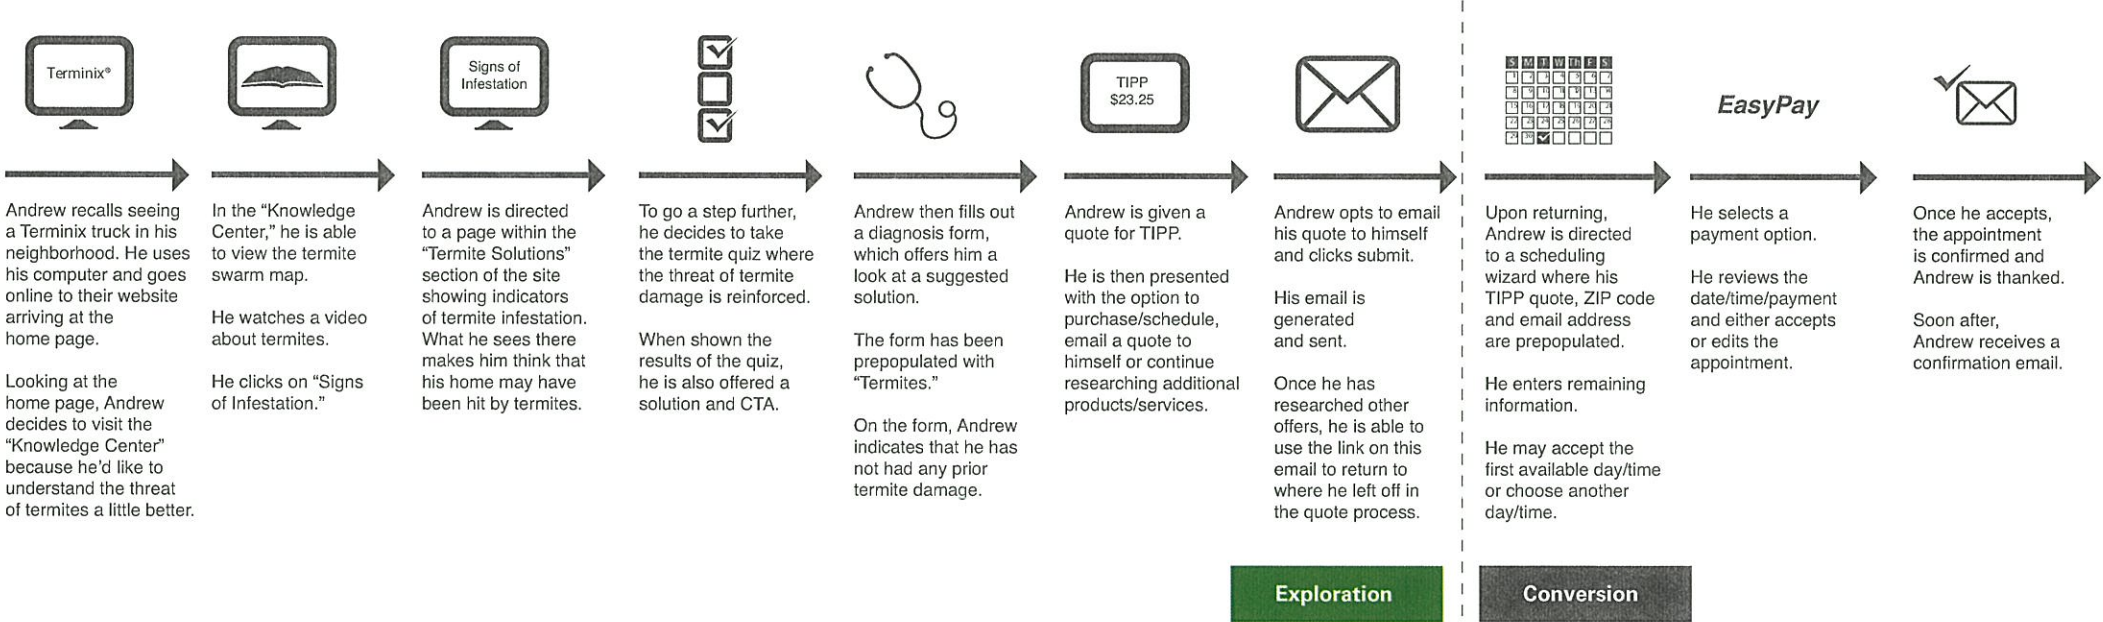 Terminix®
Andrew recalls seeing
a Terminix truck in his
neighborhood. He uses
his computer and goes
online to their website
arriving at the
home page.
Looking at the
home page, Andrew
decides to visit the
“Knowledge Center”
because he’d like to
understand the threat
of termites a little better.
In the “Knowledge
Center,” he is able
to view the termite
swarm map.
He watches a video
about termites.
He clicks on “Signs
of Infestation.”
Signs of
Infestation
Andrew is directed
to a page within the
“Termite Solutions”
section of the site
showing indicators
of termite infestation.
What he sees there
makes him think that
his home may have
been hit by termites.
To go a step further,
he decides to take
the termite quiz where
the threat of termite
damage is reinforced.
When shown the
results of the quiz,
he is also offered a
solution and CTA.
Andrew then fills out
a diagnosis form,
which offers him a
look at a suggested
solution.
The form has been
prepopulated with
“Termites.”
On the form, Andrew
indicates that he has
not had any prior
termite damage.
TIPP
$23.25
Andrew is given a
quote for TIPP.
He is then presented
with the option to
purchase/schedule,
email a quote to
himself or continue
researching additional
products/services.
Andrew opts to email
his quote to himself
and clicks submit.
His email is
generated
and sent.
Once he has
researched other
offers, he is able to
use the link on this
email to return to
where he left off in
the quote process.
S M T W Th F S
Upon returning,
Andrew is directed
to a scheduling
wizard where his
TIPP quote, ZIP code
and email address
are prepopulated.
He enters remaining
information.
He may accept the
first available day/time
or choose another
day/time.
EasyPay
He selects a
payment option.
He reviews the
date/time/payment
and either accepts
or edits the
appointment.
Once he accepts,
the appointment
is confirmed and
Andrew is thanked.
Soon after,
Andrew receives a
confirmation email.
Exploration
Conversion